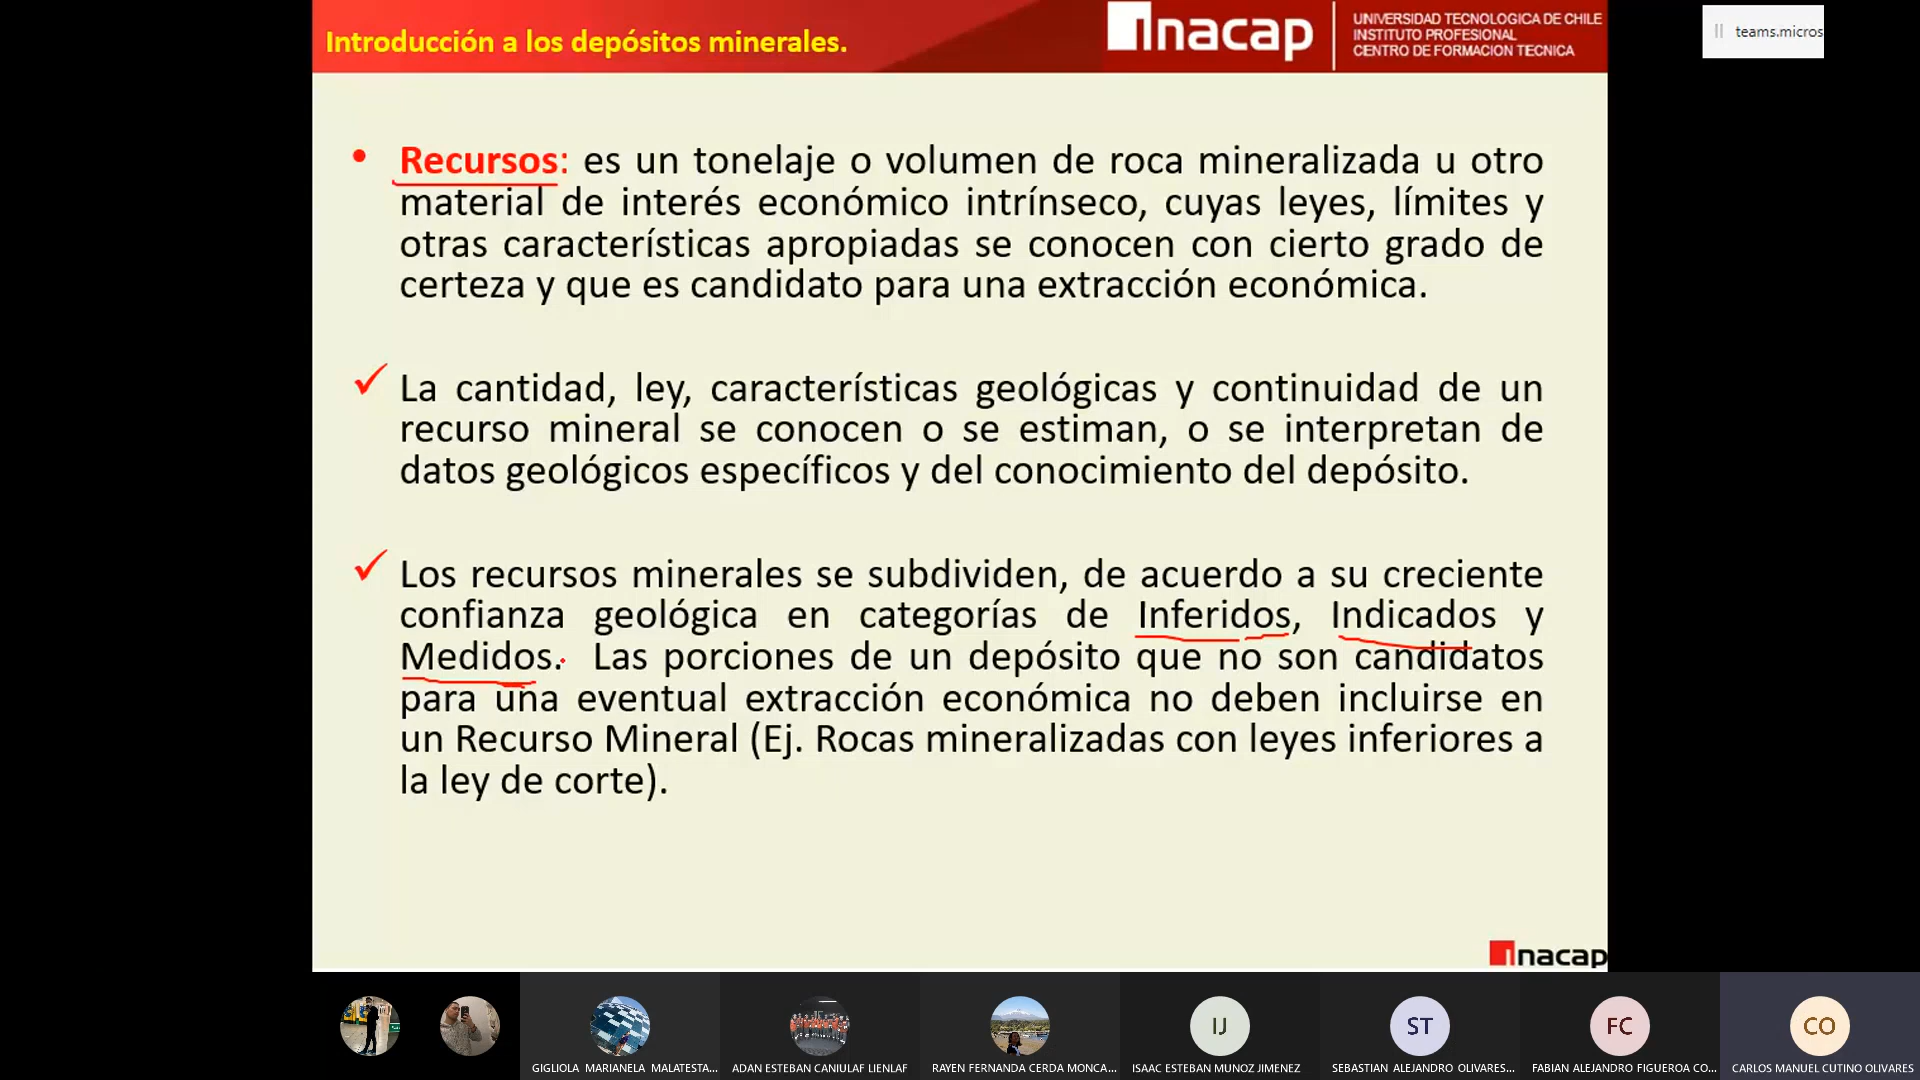 Introducción a los depósitos minerales.
inacap
UNIVERSIDAD TECNOLOGICA DE CHILE
INSTITUTO PROFESIONAL
CENTRO DE FORMACION TECNICA
teams.micros
• Recursos: es un tonelaje o volumen de roca mineralizada u otro
material de interés económico intrínseco, cuyas leyes, límites y
otras características apropiadas se conocen con cierto grado de
certeza y que es candidato para una extracción económica.
✓ La cantidad, ley, características geológicas y continuidad de un
recurso mineral se conocen o se estiman, o se interpretan de
datos geológicos específicos y del conocimiento del depósito.
✓ Los recursos minerales se subdividen, de acuerdo a su creciente
confianza geológica en categorías de Inferidos, Indicados y
Medidos. Las porciones de un depósito que no son candidatos
para una eventual extracción económica no deben incluirse en
un Recurso Mineral (Ej. Rocas mineralizadas con leyes inferiores a
la ley de corte).
inacap
IJ
ST
FC
CO
GIGLIOLA MARIANELA MALATESTA...
ADAN ESTEBAN CANIULAF LIENLAF
RAYEN FERNANDA CERDA MONCA...
ISAAC ESTEBAN MUNOZ JIMENEZ
SEBASTIAN ALEJANDRO OLIVARES...
FABIAN ALEJANDRO FIGUEROA CO...
CARLOS MANUEL CUTINO OLIVARES